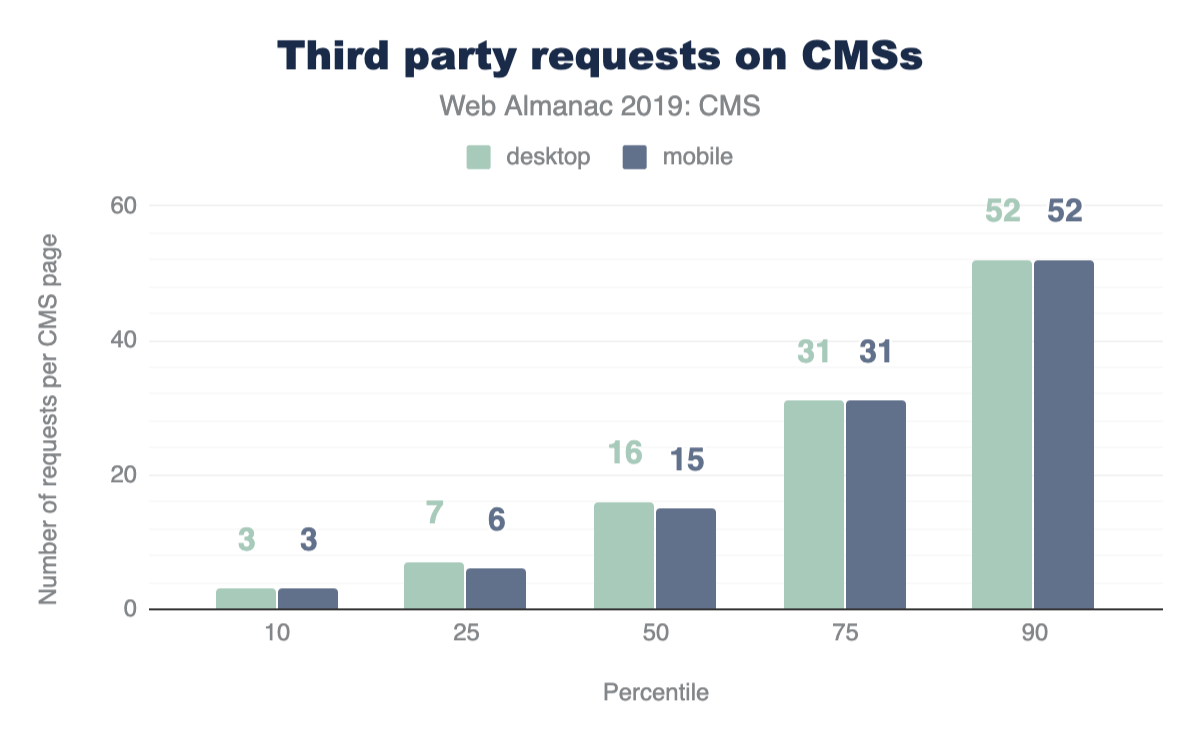 Third party requests on CMSs
Web Almanac 2019: CMS
desktop mobile
Number of requests per CMS page
60
40
20
0
3 3
7 6
16 15
31 31
52 52
10 25 50 75 90
Percentile